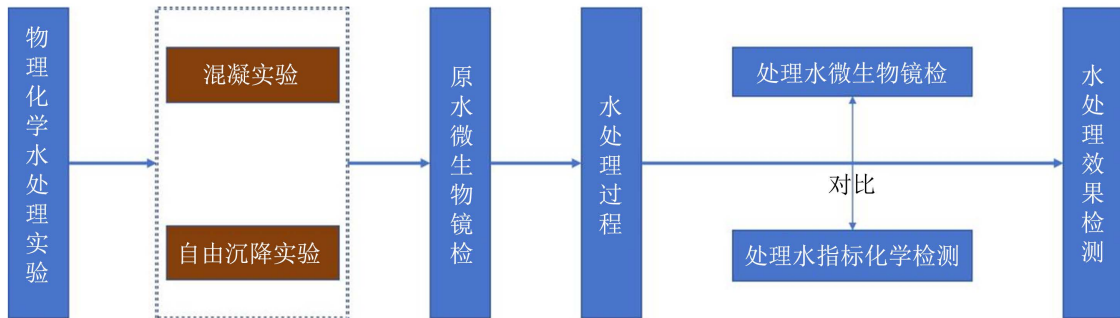 物理化学水处理实验
混凝实验
自由沉降实验
原水微生物镜检
水处理过程
处理水微生物镜检
对比
处理水指标化学检测
水处理效果检测